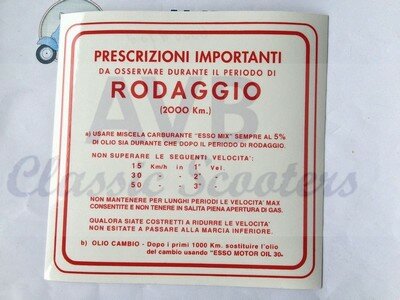 PRESCRIZIONI IMPORTANTI
DA OSSERVARE DURANTE IL PERIODO DI
RODAGGIO
(2000 Km.)
a) USARE MISCELA CARBURANTE "ESSO MIX" SEMPRE AL 5%
DI OLIO SIA DURANTE CHE DOPO IL PERIODO DI RODAGGIO.
NON SUPERARE LE SEGUENTI VELOCITA':
15 Km/h in 1ª Vel.
30 " " 2ª "
50 " " 3ª "
NON MANTENERE PER LUNGHI PERIODI LE VELOCITA' MAX
CONSENTITE E NON TENERE IN SALITA PIENA APERTURA DI GAS.
QUALORA SIATE COSTRETTI A RIDURRE LE VELOCITA'
NON ESITATE A PASSARE ALLA MARCIA INFERIORE.
b) OLIO CAMBIO - Dopo i primi 1000 Km. sostituire l'olio
del cambio usando "ESSO MOTOR OIL 30.
AVB
Classic Scooters